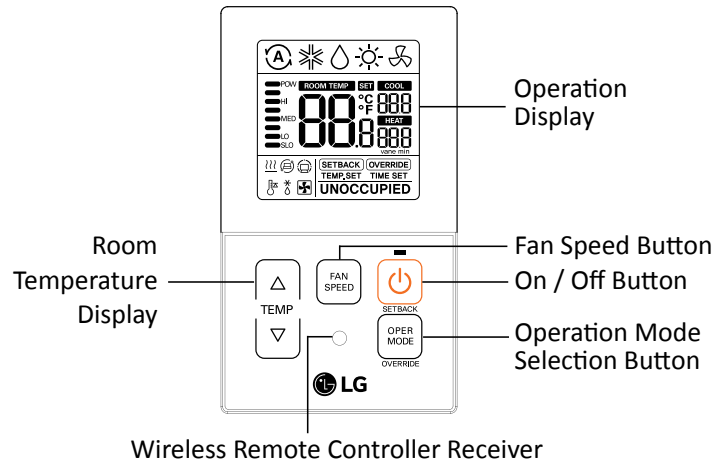 A
POW
HI
MED
LO
SLO
ROOM TEMP
SET
COOL
88.8
°C
°F
888
HEAT
888
vane min
SETBACK
OVERRIDE
TEMP.SET
TIME SET
UNOCCUPIED
Operation
Display
Room
Temperature
Display
TEMP
FAN
SPEED
SETBACK
OPER
MODE
OVERRIDE
LG
Fan Speed Button
On / Off Button
Operation Mode
Selection Button
Wireless Remote Controller Receiver